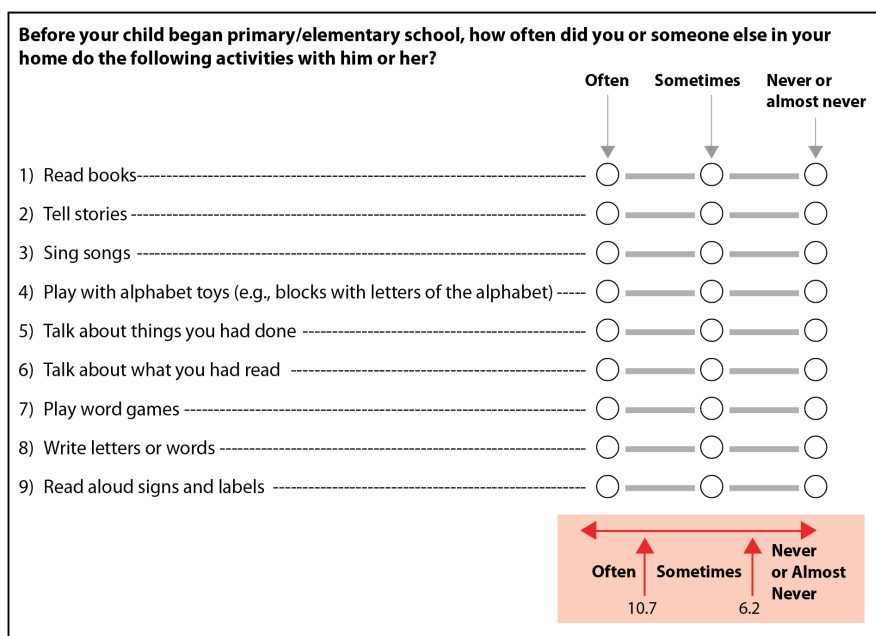 Before your child began primary/elementary school, how often did you or someone else in your
home do the following activities with him or her?
Often Sometimes Never or
almost never
1) Read books
2) Tell stories
3) Sing songs
4) Play with alphabet toys (e.g., blocks with letters of the alphabet)
5) Talk about things you had done
6) Talk about what you had read
7) Play word games
8) Write letters or words
9) Read aloud signs and labels
Often Sometimes Never
or Almost
Never
10.7 6.2